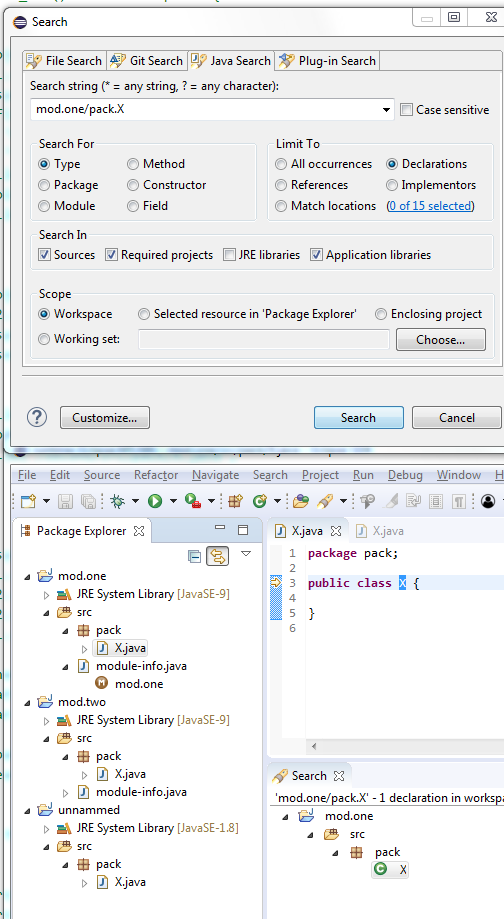 Search
File Search Git Search Java Search Plug-in Search
Search string (* = any string, ? = any character):
mod.one/pack.X Case sensitive
Search For Limit To
Type Method All occurrences Declarations
Package Constructor References Implementors
Module Field Match locations (0 of 15 selected)
Search In
Sources Required projects JRE libraries Application libraries
Scope
Workspace Selected resource in 'Package Explorer' Enclosing project
Working set: Choose...
? Customize... Search Cancel
File Edit Source Refactor Navigate Search Project Run Debug Window H
Package Explorer
mod.one
JRE System Library [JavaSE-9]
src
pack
X.java
module-info.java
M mod.one
mod.two
JRE System Library [JavaSE-9]
src
pack
X.java
module-info.java
unnammed
JRE System Library [JavaSE-1.8]
src
pack
X.java
X.java X.java
1 package pack;
2
3 public class X {
4
5 }
6
Search
'mod.one/pack.X' - 1 declaration in workspa
mod.one
src
pack
X